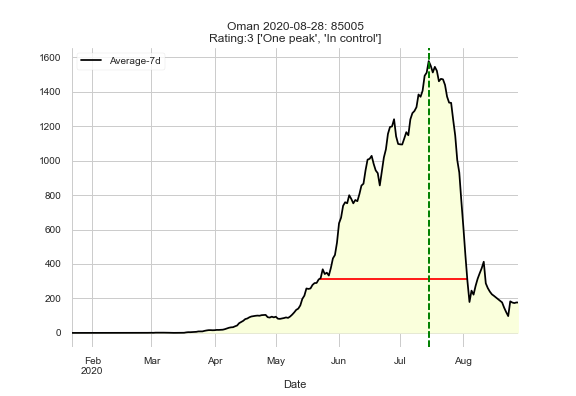 Oman 2020-08-28: 85005
Rating:3 ['One peak', 'In control']
Average-7d
1600
1400
1200
1000
800
600
400
200
0
Feb Mar Apr May Jun Jul Aug
2020
Date